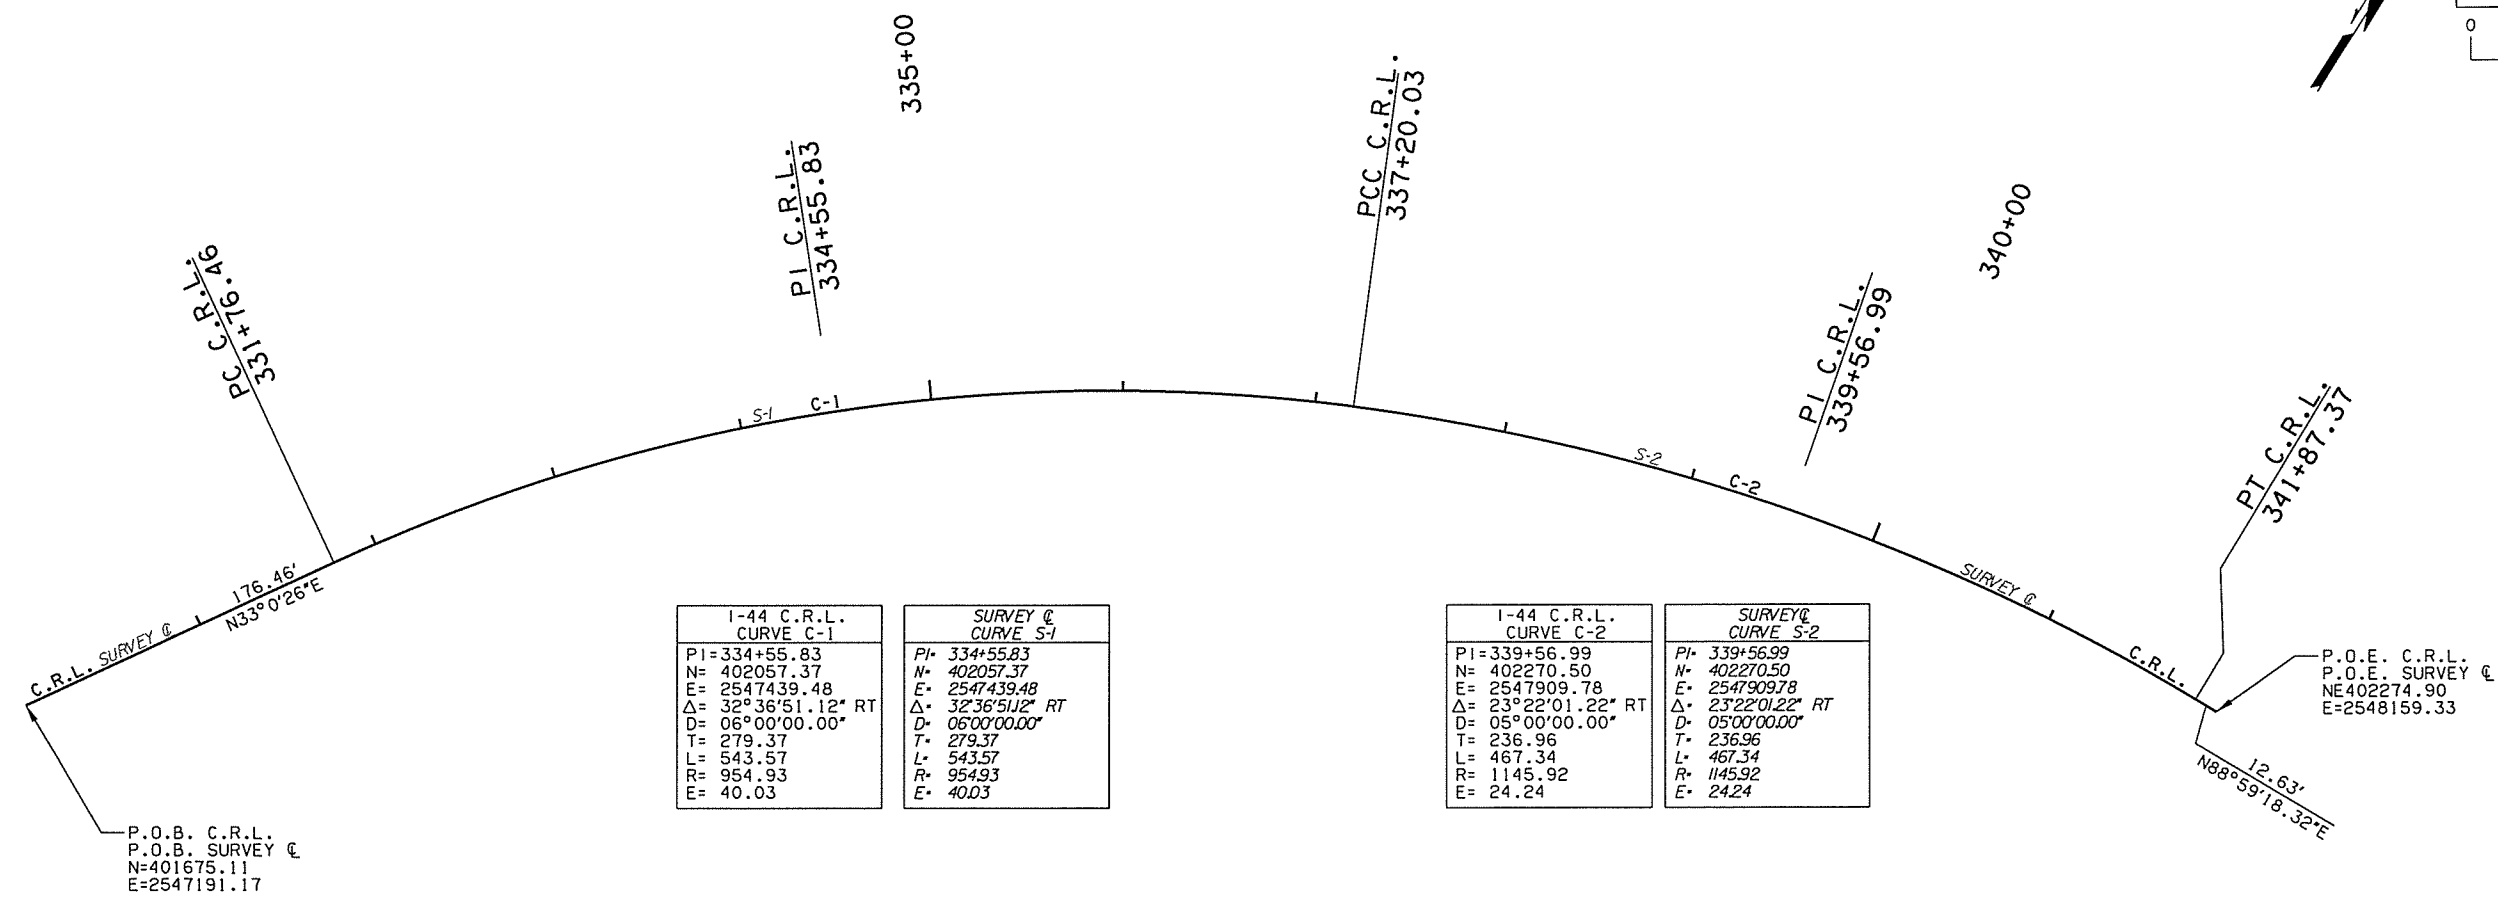 0
335+00
PCC C.R.L.
337+20.03
PI C.R.L.
334+55.83
340+00
PC C.R.L.
331+76.46
PI C.R.L.
339+56.99
PT C.R.L.
341+87.37
S-1
C-1
S-2
C-2
176.46'
N33°0'26"E
C.R.L.
SURVEY ℄
SURVEY ℄
C.R.L.
I-44 C.R.L.
CURVE C-1
PI=334+55.83
N= 402057.37
E= 2547439.48
Δ= 32°36'51.12" RT
D= 06°00'00.00"
T= 279.37
L= 543.57
R= 954.93
E= 40.03
SURVEY ℄
CURVE S-1
PI= 334+55.83
N= 402057.37
E= 2547439.48
Δ= 32°36'51.12" RT
D= 06°00'00.00"
T= 279.37
L= 543.57
R= 954.93
E= 40.03
I-44 C.R.L.
CURVE C-2
PI=339+56.99
N= 402270.50
E= 2547909.78
Δ= 23°22'01.22" RT
D= 05°00'00.00"
T= 236.96
L= 467.34
R= 1145.92
E= 24.24
SURVEY℄
CURVE S-2
PI= 339+56.99
N= 402270.50
E= 2547909.78
Δ= 23°22'01.22" RT
D= 05°00'00.00"
T= 236.96
L= 467.34
R= 1145.92
E= 24.24
P.O.E. C.R.L.
P.O.E. SURVEY ℄
NE402274.90
E=2548159.33
12.63'
N88°59'18.32"E
P.O.B. C.R.L.
P.O.B. SURVEY ℄
N=401675.11
E=2547191.17